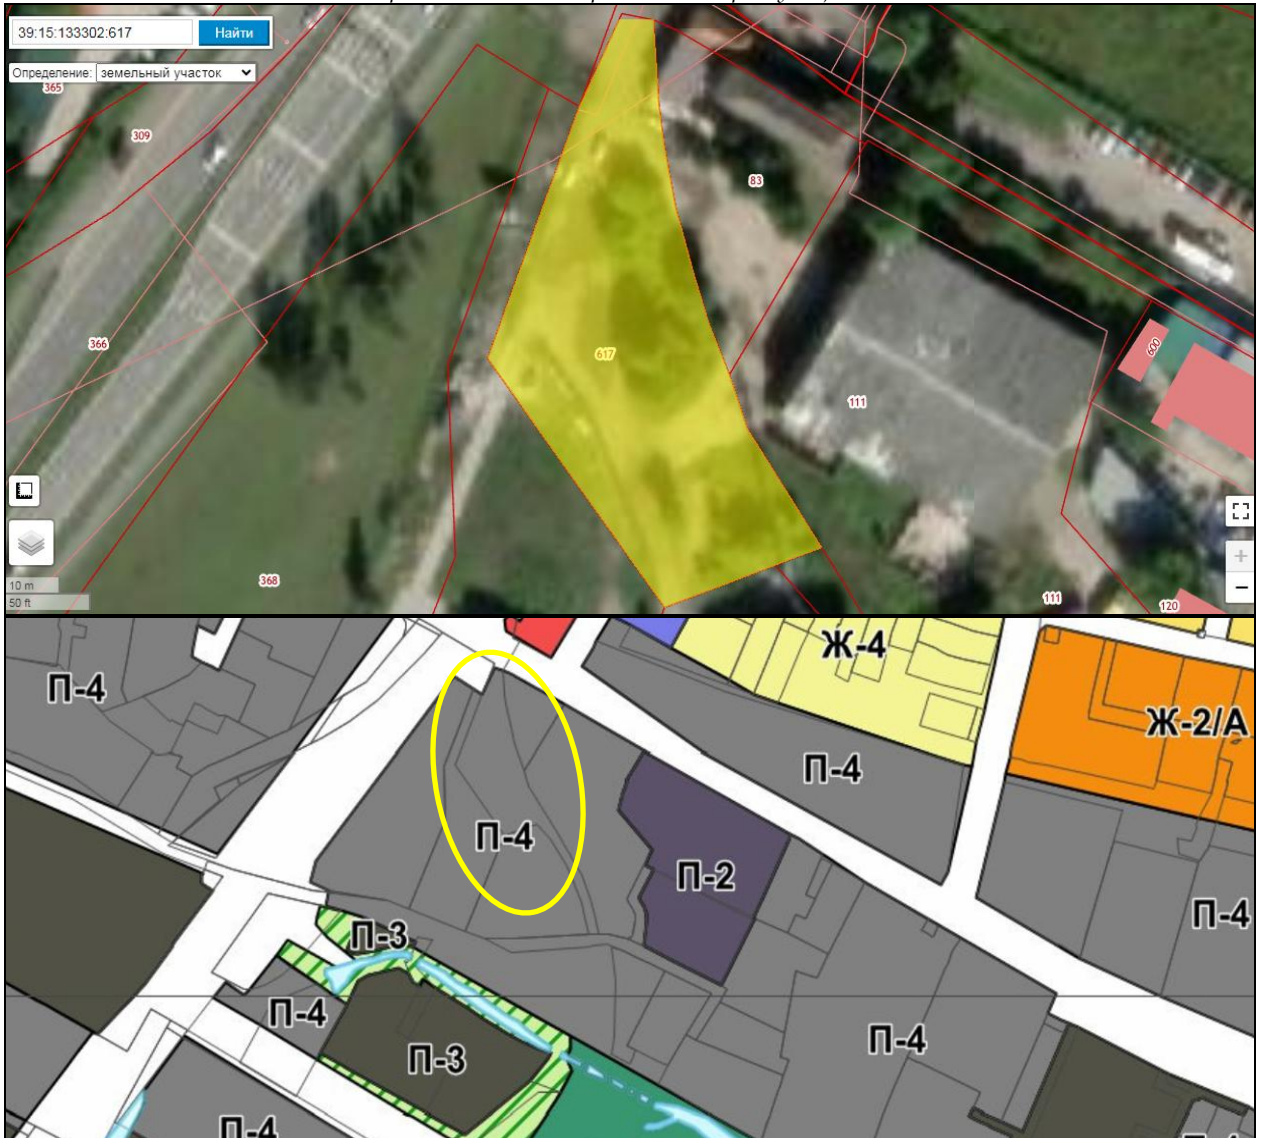 39:15:133302:617
Найти
Определение: земельный участок
365
309
83
366
617
600
111
368
111
120
10 m
50 ft
Ж-4
П-4
Ж-2/А
П-4
П-4
П-2
П-4
П-3
П-4
П-4
П-3
П-4